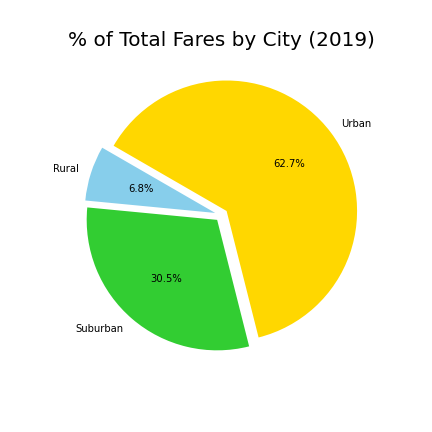 % of Total Fares by City (2019)
Urban
62.7%
Rural
6.8%
30.5%
Suburban